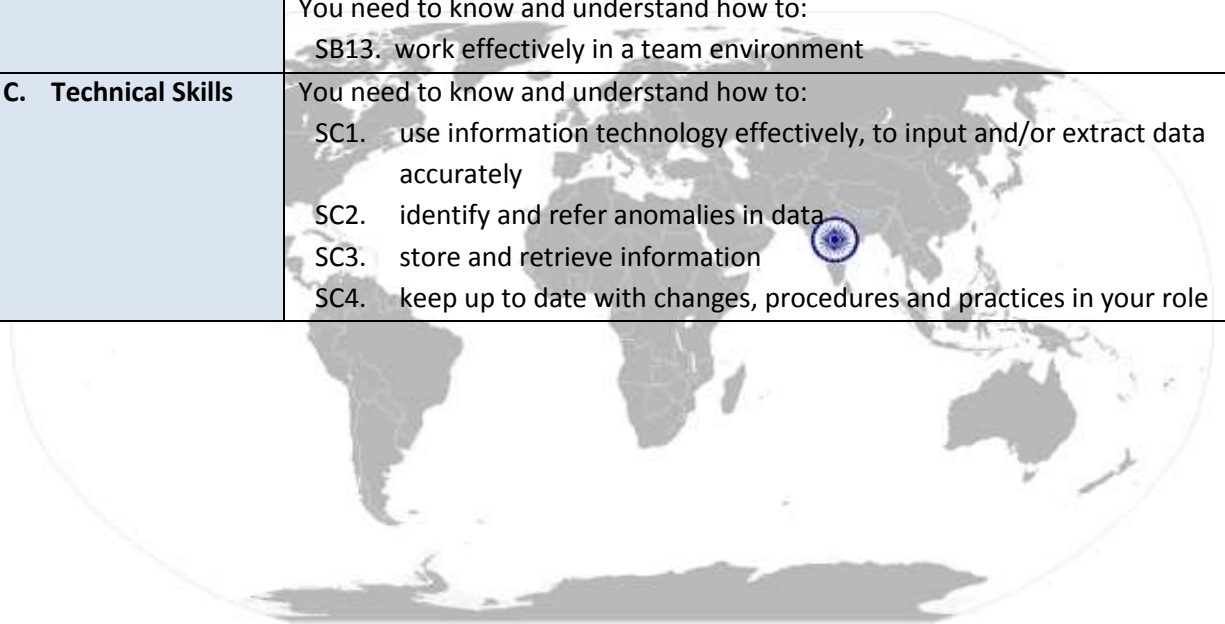 You need to know and understand how to:
SB13. work effectively in a team environment
C. Technical Skills
You need to know and understand how to:
SC1. use information technology effectively, to input and/or extract data
accurately
SC2. identify and refer anomalies in data
SC3. store and retrieve information
SC4. keep up to date with changes, procedures and practices in your role